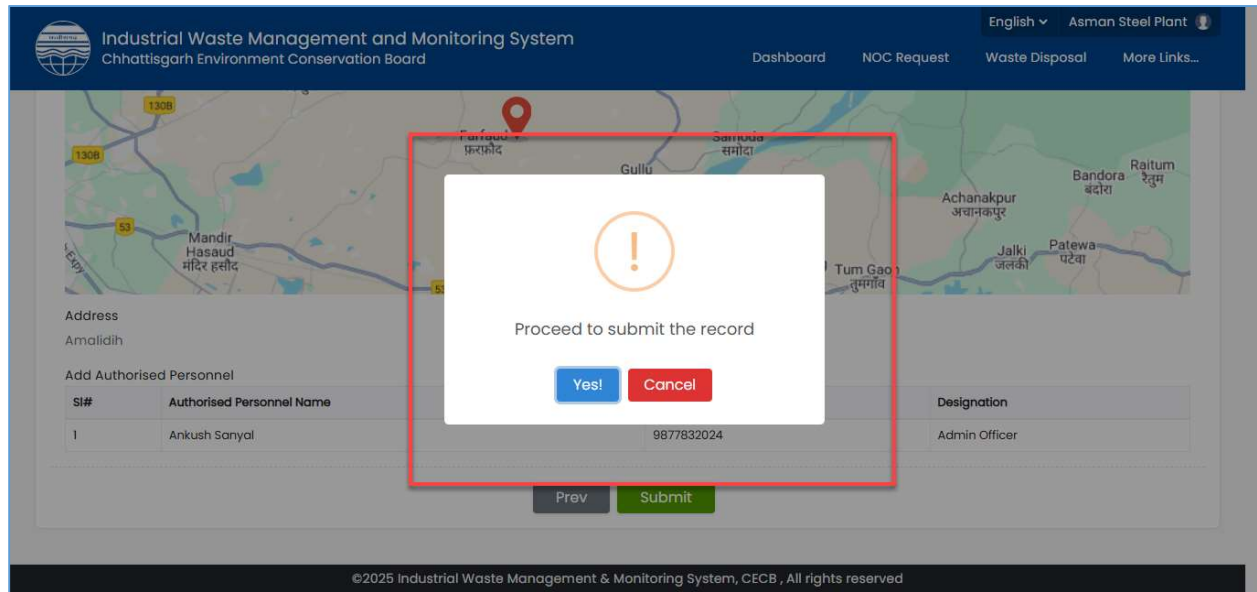 English
Asman Steel Plant
Industrial Waste Management and Monitoring System
Chhattisgarh Environment Conservation Board
Dashboard
NOC Request
Waste Disposal
More Links...
130B
130B
53
Mandir
Hasaud
मंदिर हसौद
Farfaud
फ़रफ़ौद
Gullu
Samoda
समोदा
Achanakpur
अचानकपुर
Bandora
बंदोरा
Raitum
रैतुम
Jalki
जलकी
Patewa
पटेवा
Tum Gaon
तुमगाँव
Proceed to submit the record
Yes!
Cancel
Address
Amalidih
Add Authorised Personnel
Sl#
Authorised Personnel Name
Designation
1
Ankush Sanyal
9877832024
Admin Officer
Prev
Submit
©2025 Industrial Waste Management & Monitoring System, CECB , All rights reserved